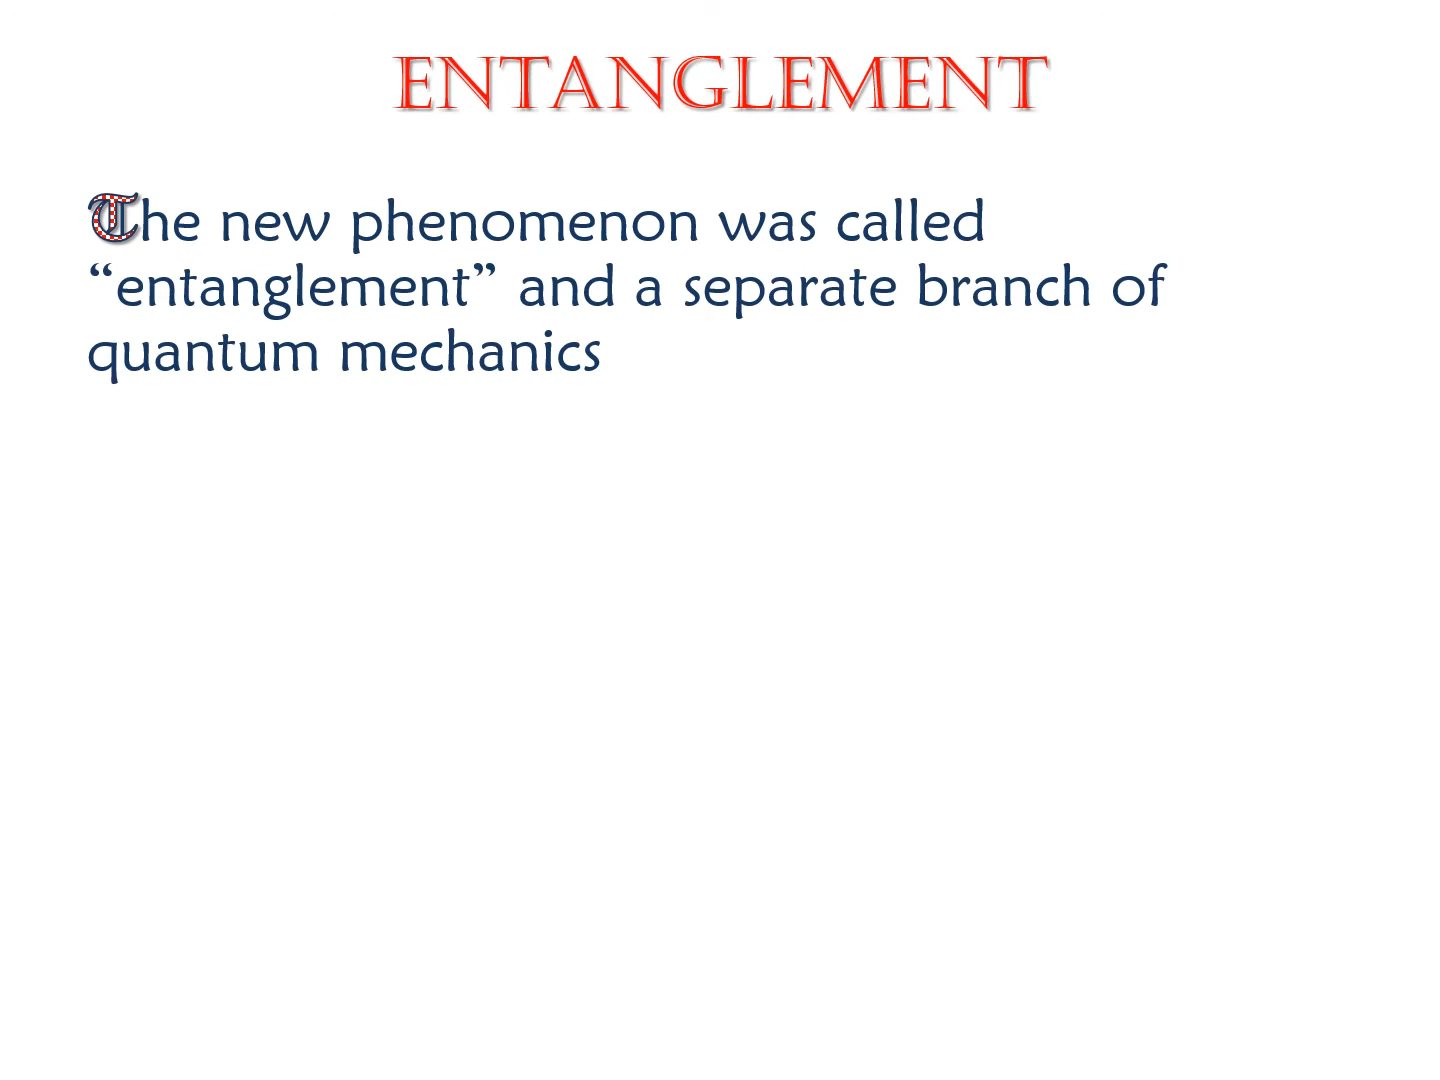 ENTANGLEMENT
The new phenomenon was called
“entanglement” and a separate branch of
quantum mechanics